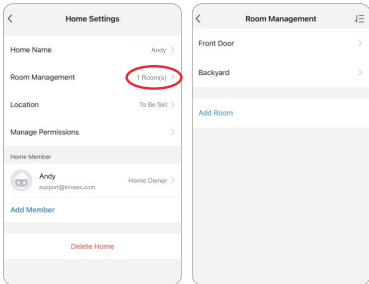 Home Settings
Home Name
Andy
Room Management
1 Room(s)
Location
To Be Set
Manage Permissions
Home Member
Andy
support@tinosec.com
Home Owner
Add Member
Delete Home
Room Management
Front Door
Backyard
Add Room